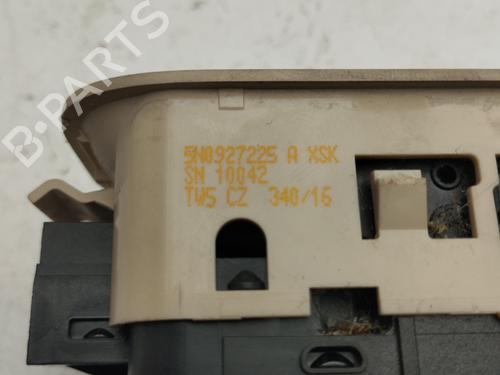 B-PARTS
5N0927225 A XSK
SN 10042
TW5 CZ 340/16